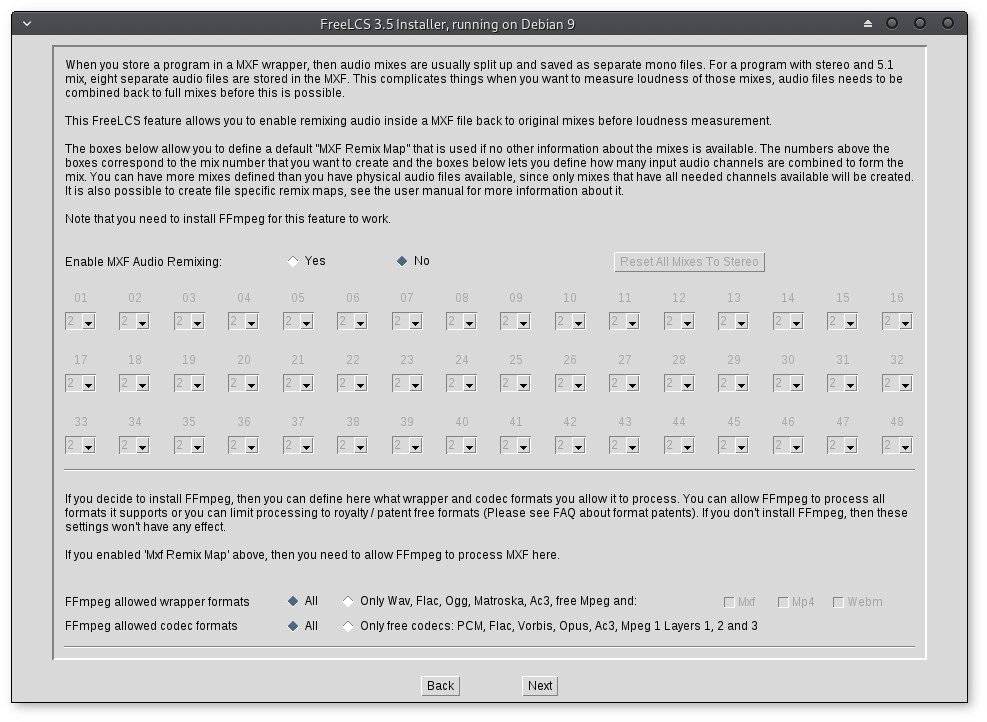 FreeLCS 3.5 Installer, running on Debian 9
When you store a program in a MXF wrapper, then audio mixes are usually split up and saved as separate mono files. For a program with stereo and 5.1
mix, eight separate audio files are stored in the MXF. This complicates things when you want to measure loudness of those mixes, audio files needs to be
combined back to full mixes before this is possible.
This FreeLCS feature allows you to enable remixing audio inside a MXF file back to original mixes before loudness measurement.
The boxes below allow you to define a default "MXF Remix Map" that is used if no other information about the mixes is available. The numbers above the
boxes correspond to the mix number that you want to create and the boxes below lets you define how many input audio channels are combined to form the
mix. You can have more mixes defined than you have physical audio files available, since only mixes that have all needed channels available will be created.
It is also possible to create file specific remix maps, see the user manual for more information about it.
Note that you need to install FFmpeg for this feature to work.
Enable MXF Audio Remixing: Yes No Reset All Mixes To Stereo
01 02 03 04 05 06 07 08 09 10 11 12 13 14 15 16
2 2 2 2 2 2 2 2 2 2 2 2 2 2 2 2
17 18 19 20 21 22 23 24 25 26 27 28 29 30 31 32
2 2 2 2 2 2 2 2 2 2 2 2 2 2 2 2
33 34 35 36 37 38 39 40 41 42 43 44 45 46 47 48
2 2 2 2 2 2 2 2 2 2 2 2 2 2 2 2
If you decide to install FFmpeg, then you can define here what wrapper and codec formats you allow it to process. You can allow FFmpeg to process all
formats it supports or you can limit processing to royalty / patent free formats (Please see FAQ about format patents). If you don't install FFmpeg, then these
settings won't have any effect.
If you enabled 'Mxf Remix Map' above, then you need to allow FFmpeg to process MXF here.
FFmpeg allowed wrapper formats All Only Wav, Flac, Ogg, Matroska, Ac3, free Mpeg and: Mxf Mp4 Webm
FFmpeg allowed codec formats All Only free codecs: PCM, Flac, Vorbis, Opus, Ac3, Mpeg 1 Layers 1, 2 and 3
Back Next